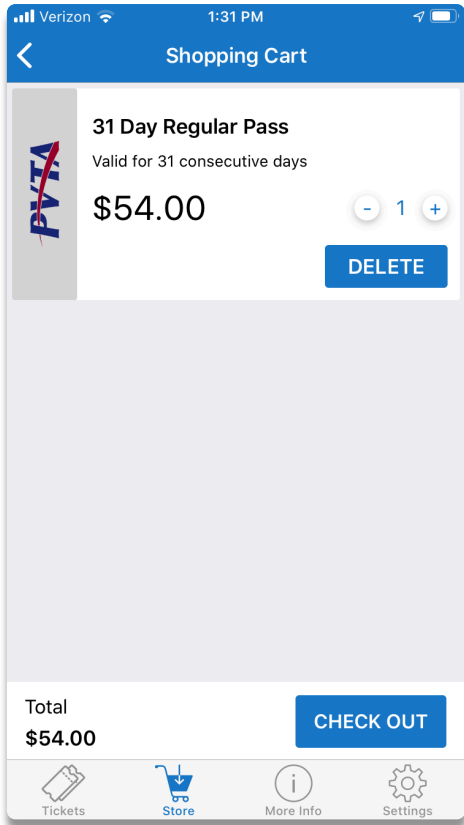 Verizon 1:31 PM
Shopping Cart
PVTA
31 Day Regular Pass
Valid for 31 consecutive days
$54.00 - 1 +
DELETE
Total
$54.00
CHECK OUT
Tickets Store More Info Settings